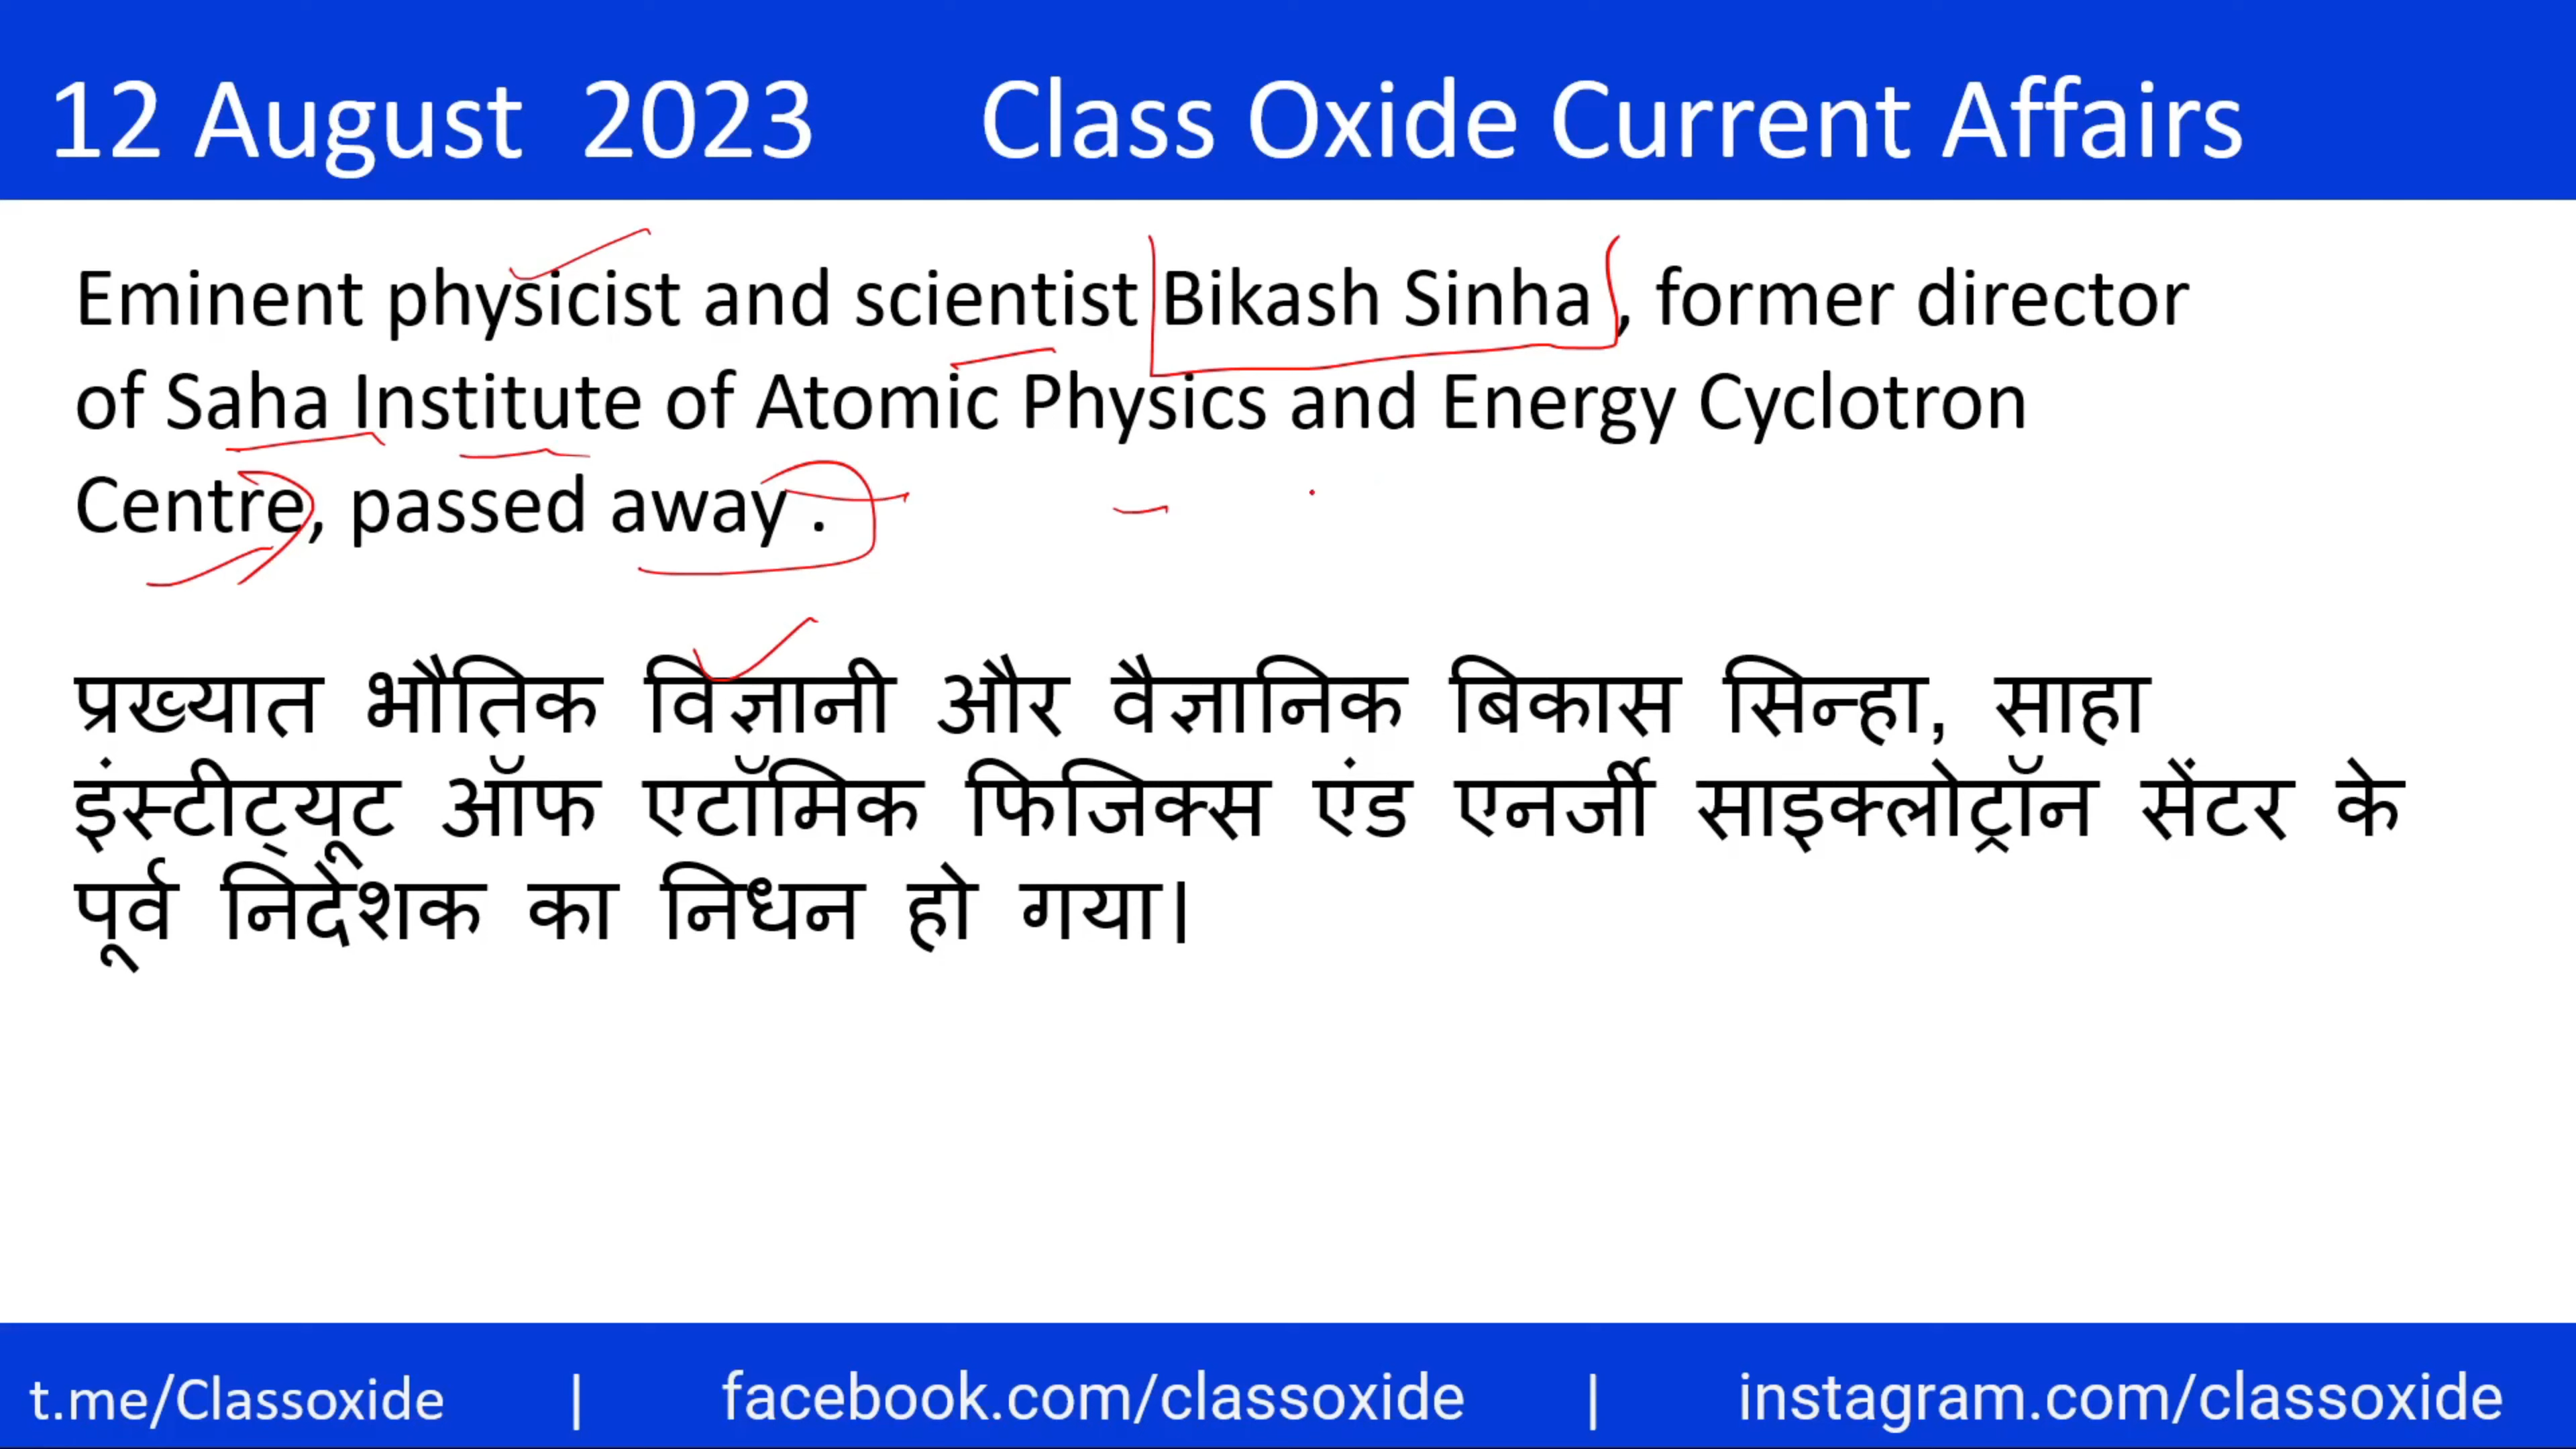 12 August 2023 Class Oxide Current Affairs
Eminent physicist and scientist Bikash Sinha , former director
of Saha Institute of Atomic Physics and Energy Cyclotron
Centre, passed away .
प्रख्यात भौतिक विज्ञानी और वैज्ञानिक बिकास सिन्हा, साहा
इंस्टीट्यूट ऑफ एटॉमिक फिजिक्स एंड एनर्जी साइक्लोट्रॉन सेंटर के
पूर्व निदेशक का निधन हो गया।
t.me/Classoxide | facebook.com/classoxide | instagram.com/classoxide